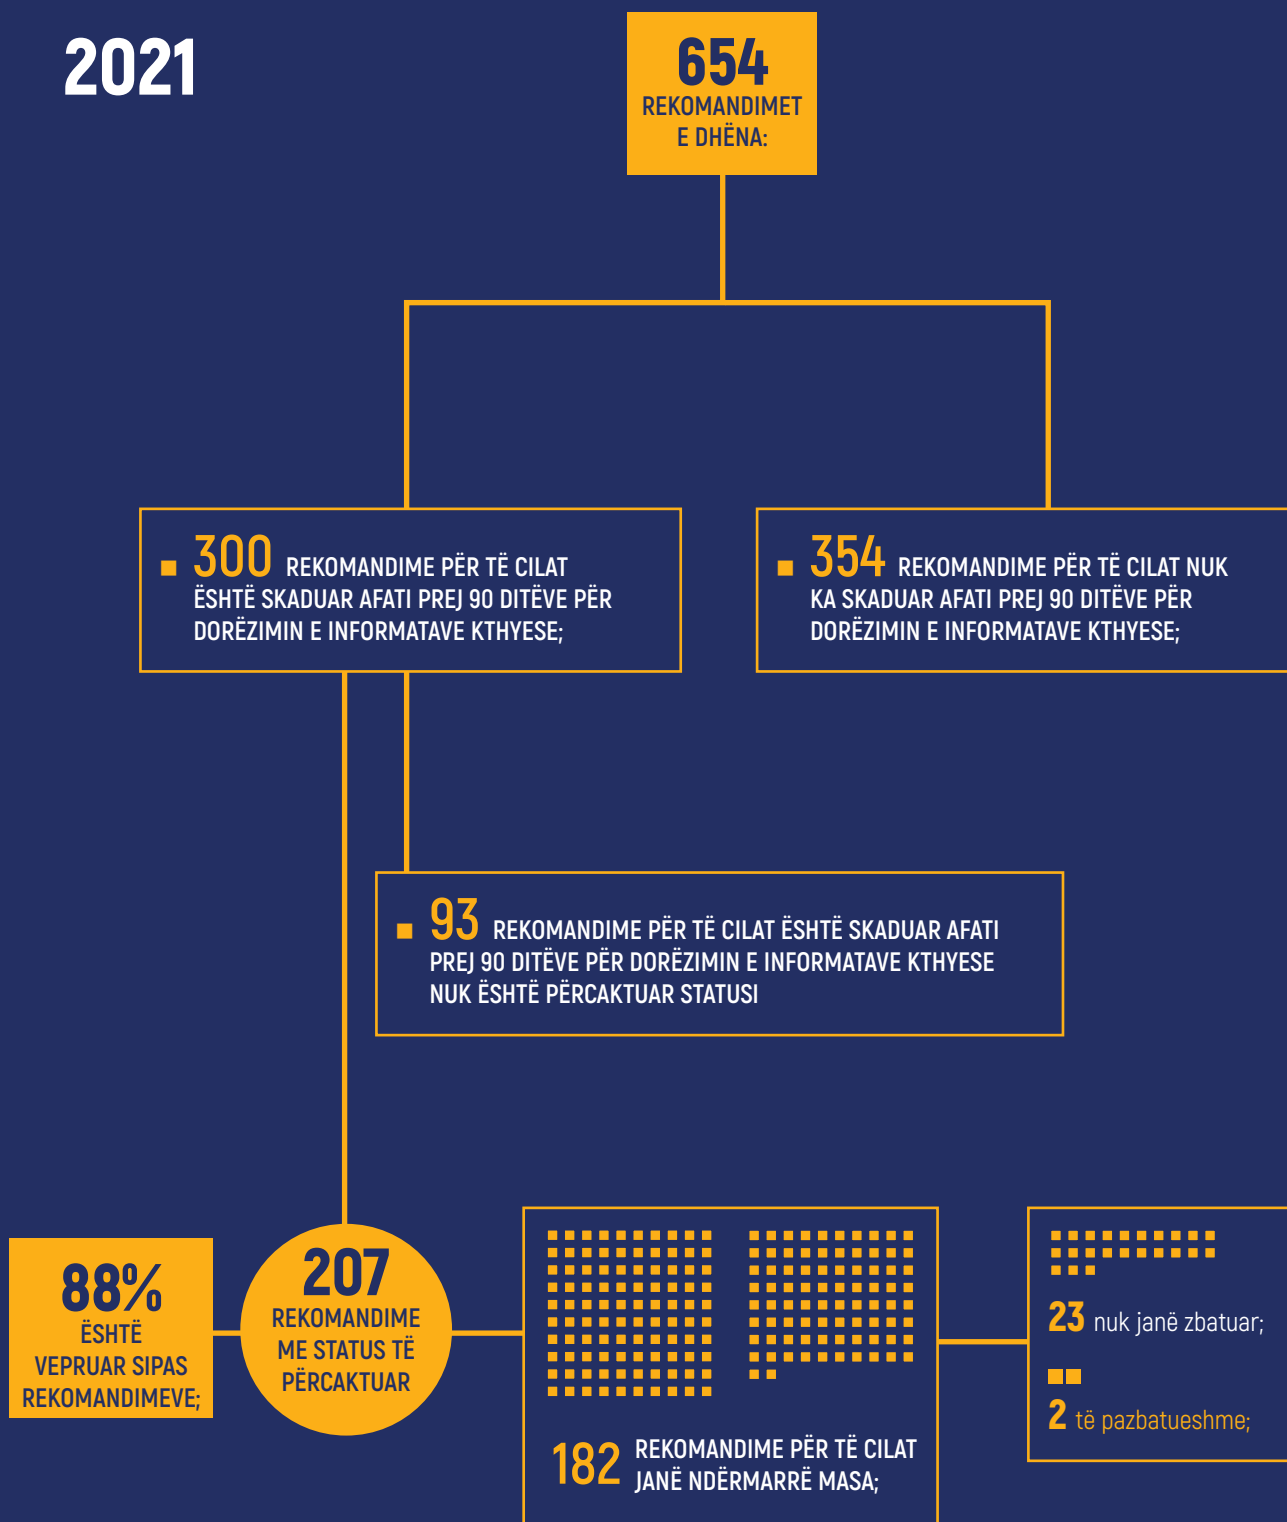 2021
654
REKOMANDIMET
E DHËNA:
300 REKOMANDIME PËR TË CILAT
ËSHTË SKADUAR AFATI PREJ 90 DITËVE PËR
DORËZIMIN E INFORMATAVE KTHYESE;
354 REKOMANDIME PËR TË CILAT NUK
KA SKADUAR AFATI PREJ 90 DITËVE PËR
DORËZIMIN E INFORMATAVE KTHYESE;
93 REKOMANDIME PËR TË CILAT ËSHTË SKADUAR AFATI
PREJ 90 DITËVE PËR DORËZIMIN E INFORMATAVE KTHYESE
NUK ËSHTË PËRCAKTUAR STATUSI
88%
ËSHTË
VEPRUAR SIPAS
REKOMANDIMEVE;
207
REKOMANDIME
ME STATUS TË
PËRCAKTUAR
182 REKOMANDIME PËR TË CILAT
JANË NDËRMARRË MASA;
23 nuk janë zbatuar;
2 të pazbatueshme;